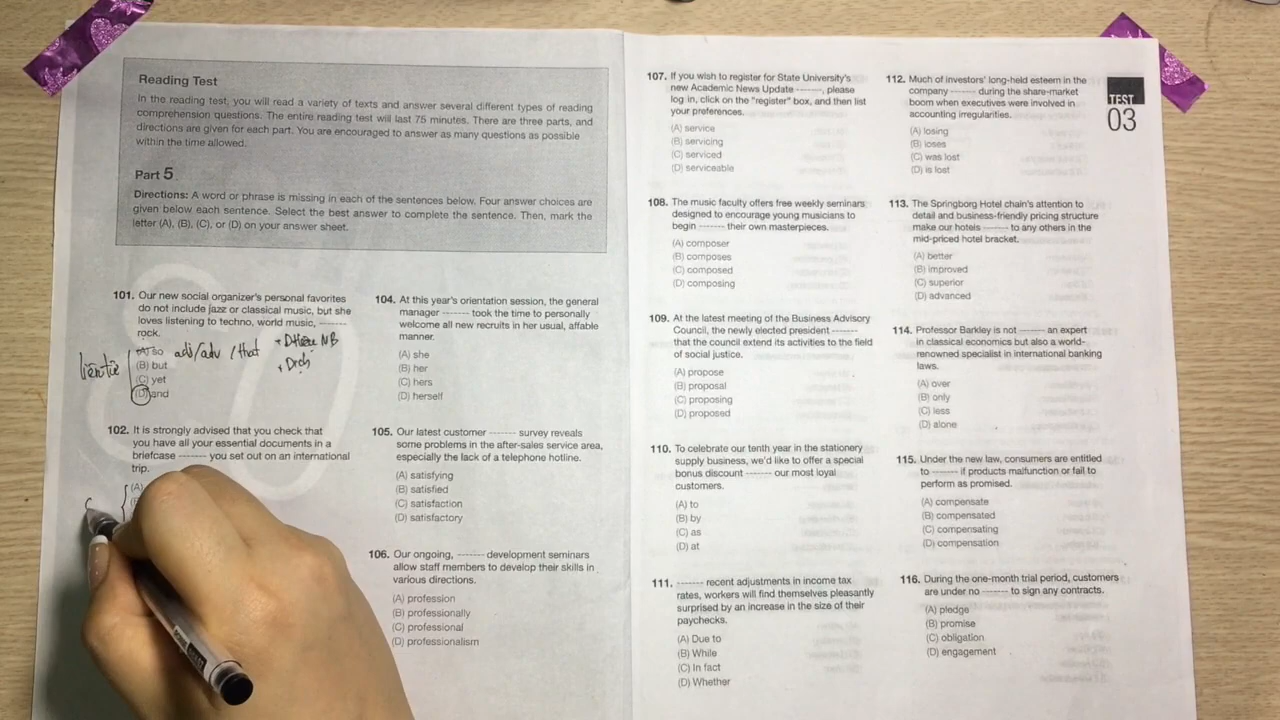 Reading Test
In the reading test, you will read a variety of texts and answer several different types of reading
comprehension questions. The entire reading test will last 75 minutes. There are three parts, and
directions are given for each part. You are encouraged to answer as many questions as possible
within the time allowed.
Part 5
Directions: A word or phrase is missing in each of the sentences below. Four answer choices are
given below each sentence. Select the best answer to complete the sentence. Then, mark the
letter (A), (B), (C), or (D) on your answer sheet.
101. Our new social organizer's personal favorites
do not include jazz or classical music, but she
loves listening to techno, world music, -------
rock.
(A) so adj/adv / that
(B) but
(C) yet
(D) and
102. It is strongly advised that you check that
you have all your essential documents in a
briefcase ------- you set out on an international
trip.
(A)
104. At this year's orientation session, the general
manager ------- took the time to personally
welcome all new recruits in her usual, affable
manner.
(A) she
(B) her
(C) hers
(D) herself
105. Our latest customer ------- survey reveals
some problems in the after-sales service area,
especially the lack of a telephone hotline.
(A) satisfying
(B) satisfied
(C) satisfaction
(D) satisfactory
106. Our ongoing, ------- development seminars
allow staff members to develop their skills in
various directions.
(A) profession
(B) professionally
(C) professional
(D) professionalism
107. If you wish to register for State University's
new Academic News Update -------, please
log in, click on the "register" box, and then list
your preferences.
(A) service
(B) servicing
(C) serviced
(D) serviceable
108. The music faculty offers free weekly seminars
designed to encourage young musicians to
begin ------- their own masterpieces.
(A) composer
(B) composes
(C) composed
(D) composing
109. At the latest meeting of the Business Advisory
Council, the newly elected president -------
that the council extend its activities to the field
of social justice.
(A) propose
(B) proposal
(C) proposing
(D) proposed
110. To celebrate our tenth year in the stationery
supply business, we'd like to offer a special
bonus discount ------- our most loyal
customers.
(A) to
(B) by
(C) as
(D) at
111. ------- recent adjustments in income tax
rates, workers will find themselves pleasantly
surprised by an increase in the size of their
paychecks.
(A) Due to
(B) While
(C) In fact
(D) Whether
112. Much of investors' long-held esteem in the
company ------- during the share-market
boom when executives were involved in
accounting irregularities.
(A) losing
(B) loses
(C) was lost
(D) is lost
113. The Springborg Hotel chain's attention to
detail and business-friendly pricing structure
make our hotels ------- to any others in the
mid-priced hotel bracket.
(A) better
(B) improved
(C) superior
(D) advanced
114. Professor Barkley is not ------- an expert
in classical economics but also a world-
renowned specialist in international banking
laws.
(A) over
(B) only
(C) less
(D) alone
115. Under the new law, consumers are entitled
to ------- if products malfunction or fail to
perform as promised.
(A) compensate
(B) compensated
(C) compensating
(D) compensation
116. During the one-month trial period, customers
are under no ------- to sign any contracts.
(A) pledge
(B) promise
(C) obligation
(D) engagement
TEST
03